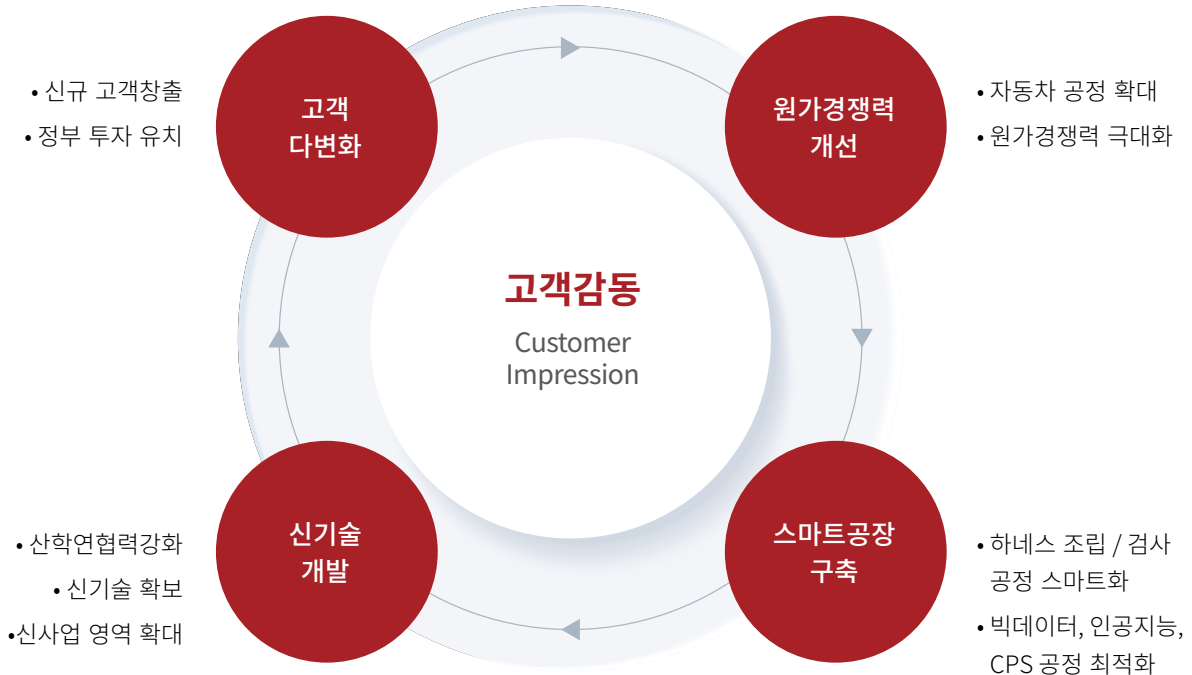 • 신규 고객창출
• 정부 투자 유치
고객
다변화
원가경쟁력
개선
• 자동차 공정 확대
• 원가경쟁력 극대화
고객감동
Customer
Impression
• 산학연협력강화
• 신기술 확보
•신사업 영역 확대
신기술
개발
스마트공장
구축
• 하네스 조립 / 검사
공정 스마트화
• 빅데이터, 인공지능,
CPS 공정 최적화